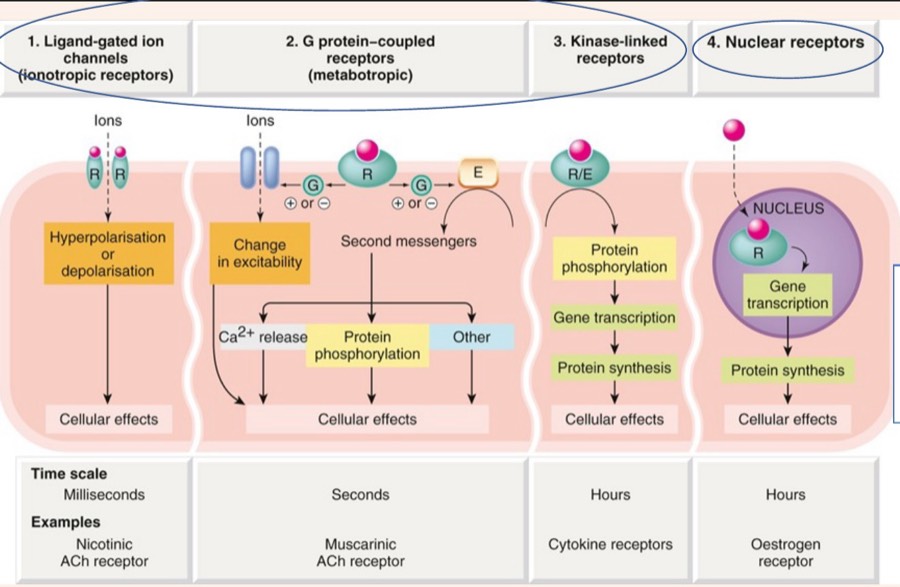 1. Ligand-gated ion
channels
(ionotropic receptors)
2. G protein–coupled
receptors
(metabotropic)
3. Kinase-linked
receptors
4. Nuclear receptors
Ions
R R
Hyperpolarisation
or
depolarisation
Cellular effects
Ions
G
+ or −
R
G
+ or −
E
Change
in excitability
Second messengers
Ca2+ release
Protein
phosphorylation
Other
Cellular effects
R/E
Protein
phosphorylation
Gene transcription
Protein synthesis
Cellular effects
NUCLEUS
R
Gene
transcription
Protein synthesis
Cellular effects
Time scale
Milliseconds
Seconds
Hours
Hours
Examples
Nicotinic
ACh receptor
Muscarinic
ACh receptor
Cytokine receptors
Oestrogen
receptor